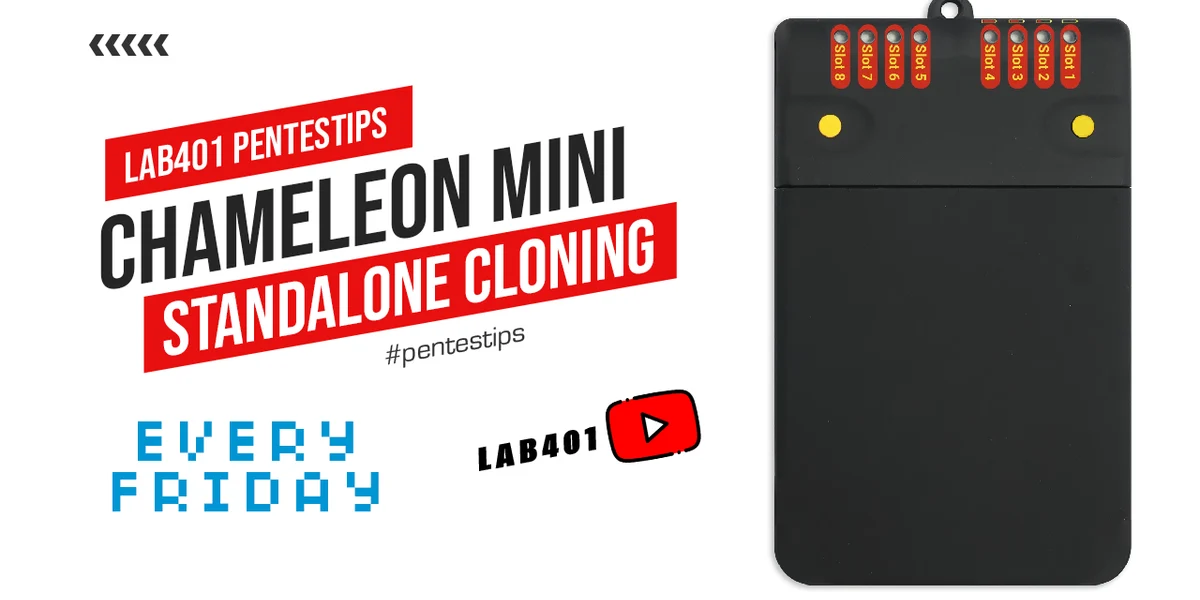 LAB401 PENTESTIPS
CHAMELEON MINI
STANDALONE CLONING
#pentestips
EVERY
FRIDAY
LAB401
Slot 8
Slot 7
Slot 6
Slot 5
Slot 4
Slot 3
Slot 2
Slot 1